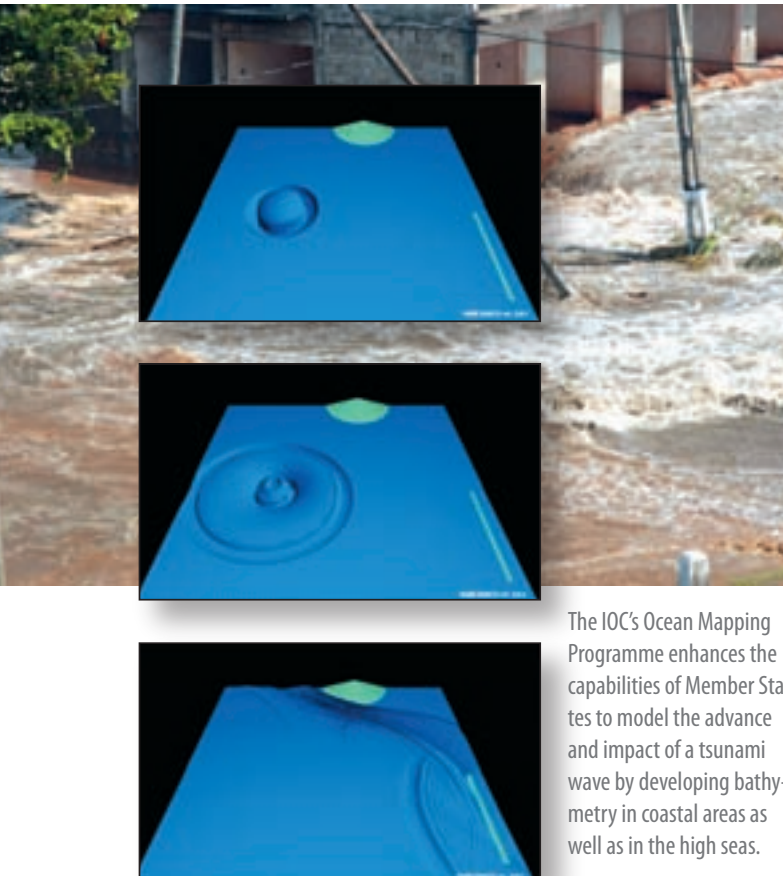 The IOC’s Ocean Mapping
Programme enhances the
capabilities of Member Sta
tes to model the advance
and impact of a tsunami
wave by developing bathy-
metry in coastal areas as
well as in the high seas.